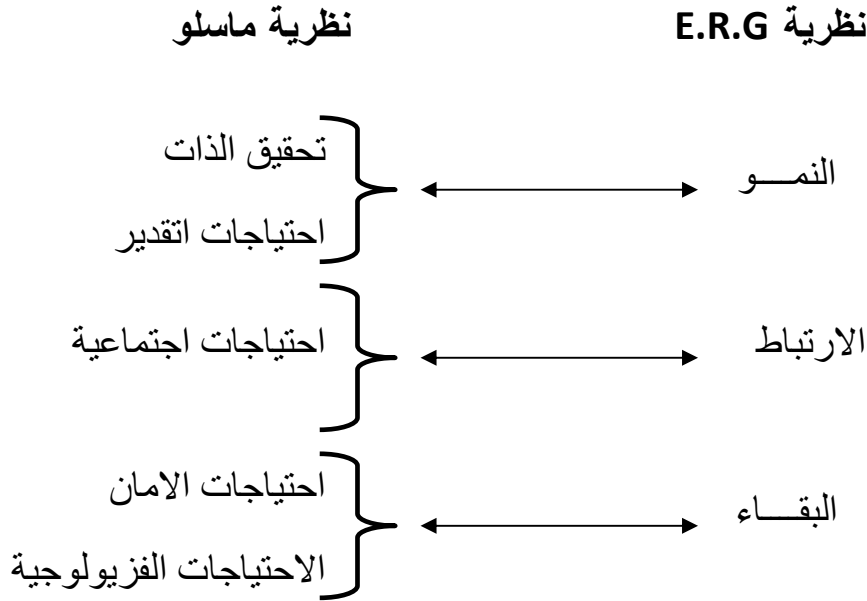 نظرية E.R.G نظرية ماسلو
تحقيق الذات
النمـــو
احتياجات اتقدير
الارتباط احتياجات اجتماعية
احتياجات الامان
البقـــاء
الاحتياجات الفزيولوجية